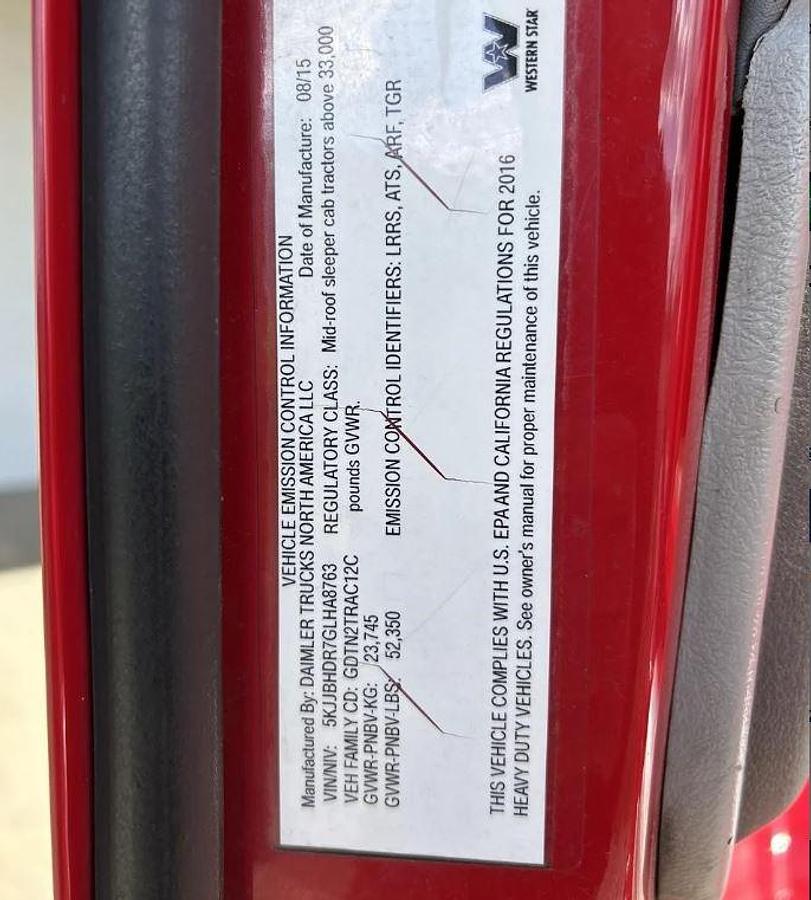 VEHICLE EMISSION CONTROL INFORMATION
Manufactured By: DAIMLER TRUCKS NORTH AMERICA LLC Date of Manufacture: 08/15
VIN/NIV: 5KJJBHDR7GLHA8763 REGULATORY CLASS: Mid-roof sleeper cab tractors above 33,000
VEH FAMILY CD: GDTN2TRAC12C pounds GVWR.
GVWR-PNBV-KG: 23,745
GVWR-PNBV-LBS: 52,350 EMISSION CONTROL IDENTIFIERS: LRRS, ATS, ARF, TGR
THIS VEHICLE COMPLIES WITH U.S. EPA AND CALIFORNIA REGULATIONS FOR 2016
HEAVY DUTY VEHICLES. See owner's manual for proper maintenance of this vehicle.
WESTERN STAR